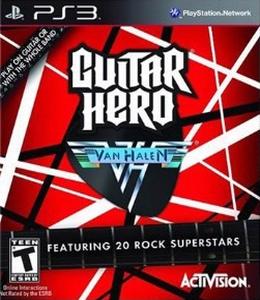 PS3
PlayStation Network
PLAY ON GUITAR OR
WITH THE WHOLE BAND
GUITAR
HERO
VAN HALEN
FEATURING 20 ROCK SUPERSTARS
TEEN
T
ESRB
Online Interactions
Not Rated by the ESRB
ACTIVISION